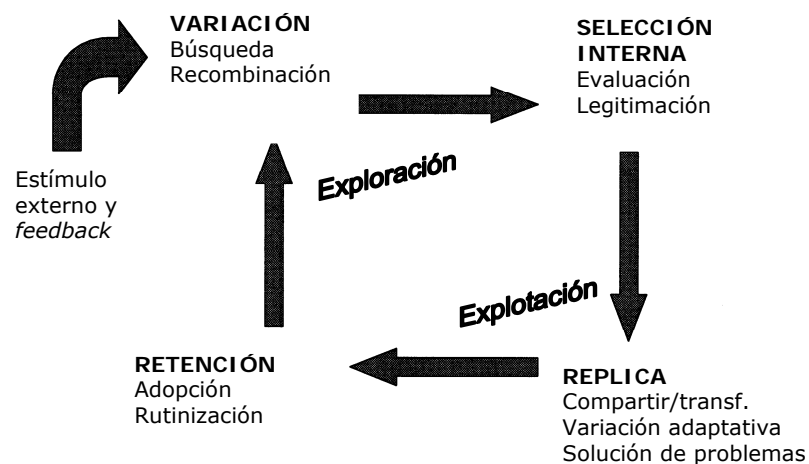 VARIACIÓN
Búsqueda
Recombinación
SELECCIÓN
INTERNA
Evaluación
Legitimación
Estímulo
externo y
feedback
Exploración
Explotación
RETENCIÓN
Adopción
Rutinización
REPLICA
Compartir/transf.
Variación adaptativa
Solución de problemas